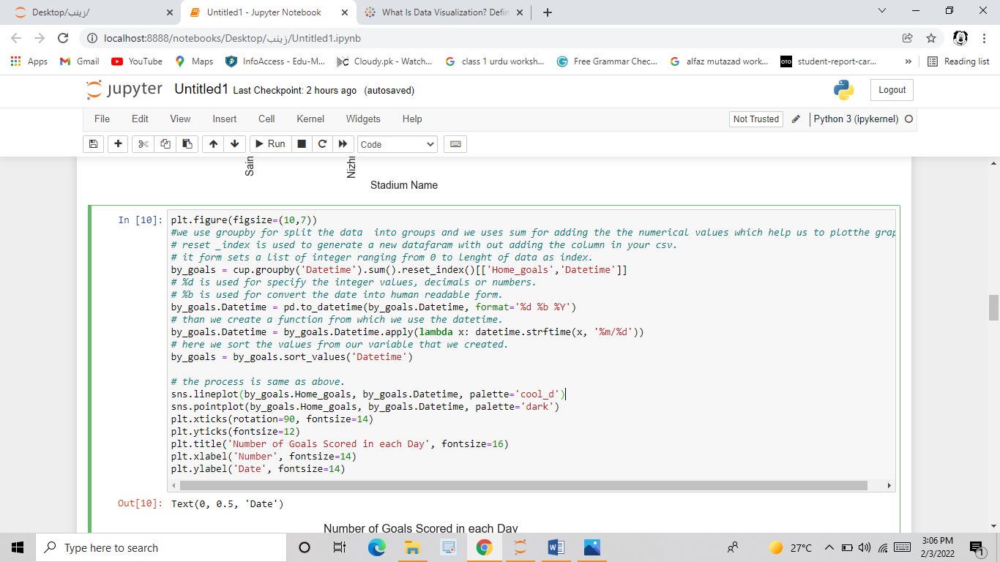 Desktop/زينب/
Untitled1 - Jupyter Notebook
What Is Data Visualization? Defin
localhost:8888/notebooks/Desktop/زينب/Untitled1.ipynb
Apps
Gmail
YouTube
Maps
InfoAccess - Edu-M...
Cloudy.pk - Watch...
class 1 urdu worksh...
Free Grammar Chec...
alfaz mutazad work...
OTO
student-report-car...
»
Reading list
jupyter Untitled1 Last Checkpoint: 2 hours ago (autosaved)
Logout
File Edit View Insert Cell Kernel Widgets Help
Not Trusted
Python 3 (ipykernel)
Run
Code
Sain
Nizhi
Stadium Name
In [10]:
plt.figure(figsize=(10,7))
#we use groupby for split the data  into groups and we uses sum for adding the the numerical values which help us to plotthe grap
# reset _index is used to generate a new datafaram with out adding the column in your csv.
# it form sets a list of integer ranging from 0 to lenght of data as index.
by_goals = cup.groupby('Datetime').sum().reset_index()[['Home_goals','Datetime']]
# %d is used for specify the integer values, decimals or numbers.
# %b is used for convert the date into human readable form.
by_goals.Datetime = pd.to_datetime(by_goals.Datetime, format='%d %b %Y')
# than we create a function from which we use the datetime.
by_goals.Datetime = by_goals.Datetime.apply(lambda x: datetime.strftime(x, '%m/%d'))
# here we sort the values from our variable that we created.
by_goals = by_goals.sort_values('Datetime')
# the process is same as above.
sns.lineplot(by_goals.Home_goals, by_goals.Datetime, palette='cool_d')
sns.pointplot(by_goals.Home_goals, by_goals.Datetime, palette='dark')
plt.xticks(rotation=90, fontsize=14)
plt.yticks(fontsize=12)
plt.title('Number of Goals Scored in each Day', fontsize=16)
plt.xlabel('Number', fontsize=14)
plt.ylabel('Date', fontsize=14)
Out[10]: Text(0, 0.5, 'Date')
Number of Goals Scored in each Day
Type here to search
27°C
3:06 PM
2/3/2022
1